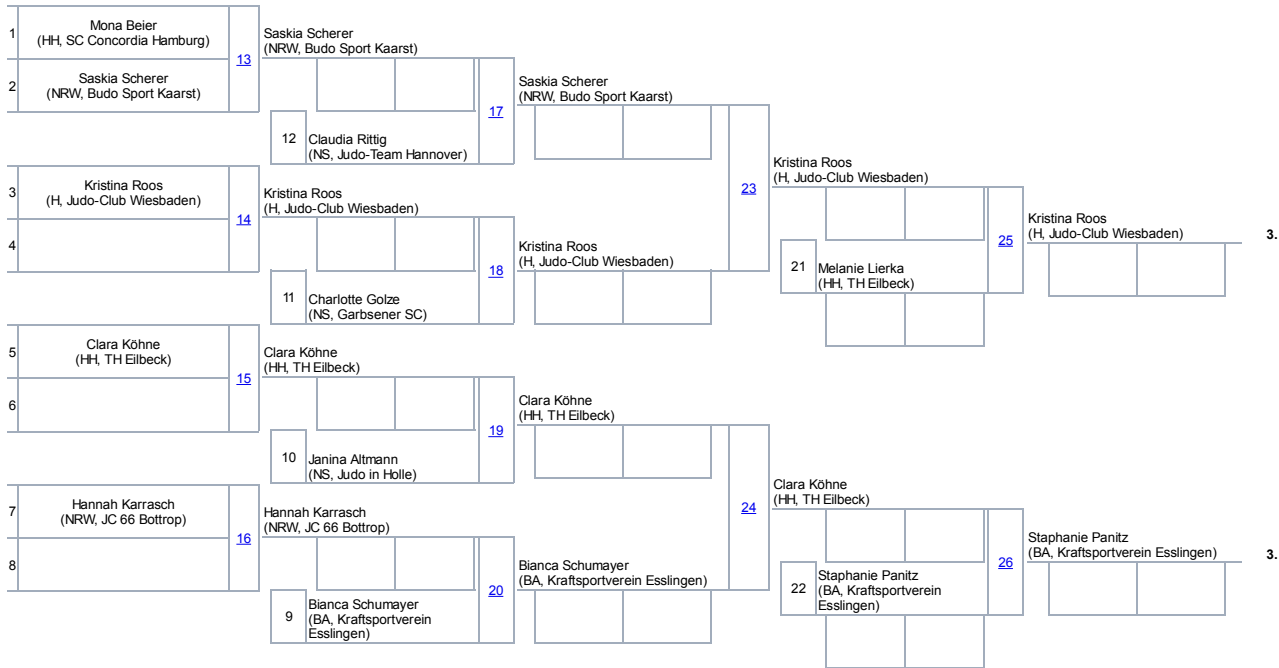 1
Mona Beier
(HH, SC Concordia Hamburg)
13
2
Saskia Scherer
(NRW, Budo Sport Kaarst)
Saskia Scherer
(NRW, Budo Sport Kaarst)
17
12
Claudia Rittig
(NS, Judo-Team Hannover)
Saskia Scherer
(NRW, Budo Sport Kaarst)
23
3
Kristina Roos
(H, Judo-Club Wiesbaden)
14
4
Kristina Roos
(H, Judo-Club Wiesbaden)
18
11
Charlotte Golze
(NS, Garbsener SC)
Kristina Roos
(H, Judo-Club Wiesbaden)
Kristina Roos
(H, Judo-Club Wiesbaden)
25
21
Melanie Lierka
(HH, TH Eilbeck)
Kristina Roos
(H, Judo-Club Wiesbaden)
3.
5
Clara Köhne
(HH, TH Eilbeck)
15
6
Clara Köhne
(HH, TH Eilbeck)
19
10
Janina Altmann
(NS, Judo in Holle)
Clara Köhne
(HH, TH Eilbeck)
24
7
Hannah Karrasch
(NRW, JC 66 Bottrop)
16
8
Hannah Karrasch
(NRW, JC 66 Bottrop)
20
9
Bianca Schumayer
(BA, Kraftsportverein
Esslingen)
Bianca Schumayer
(BA, Kraftsportverein Esslingen)
Clara Köhne
(HH, TH Eilbeck)
26
22
Staphanie Panitz
(BA, Kraftsportverein
Esslingen)
Staphanie Panitz
(BA, Kraftsportverein Esslingen)
3.